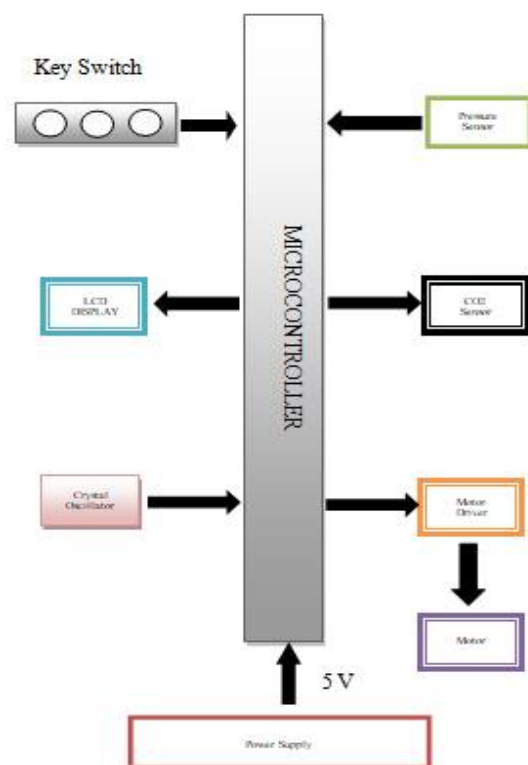 Key Switch
Pressure
Sensor
MICROCONTROLLER
LCD
DISPLAY
CO2
Sensor
Crystal
Oscillator
Motor
Driver
Motor
5 V
Power Supply